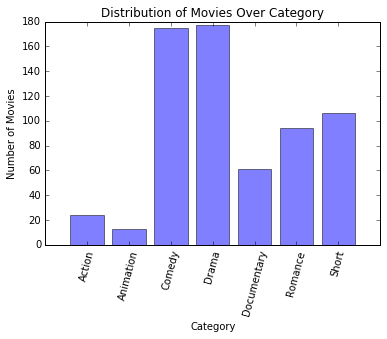 Distribution of Movies Over Category
Number of Movies
180
160
140
120
100
80
60
40
20
0
Action
Animation
Comedy
Drama
Documentary
Romance
Short
Category